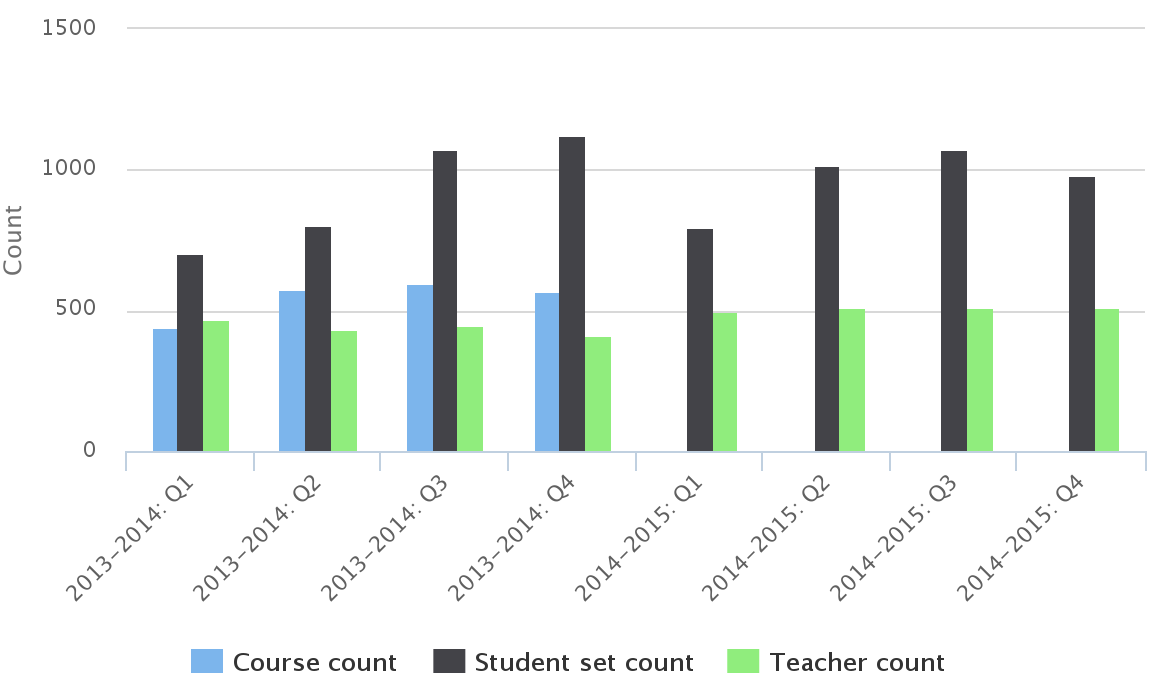 1500
1000
500
0
Count
2013–2014: Q1
2013–2014: Q2
2013–2014: Q3
2013–2014: Q4
2014–2015: Q1
2014–2015: Q2
2014–2015: Q3
2014–2015: Q4
Course count Student set count Teacher count